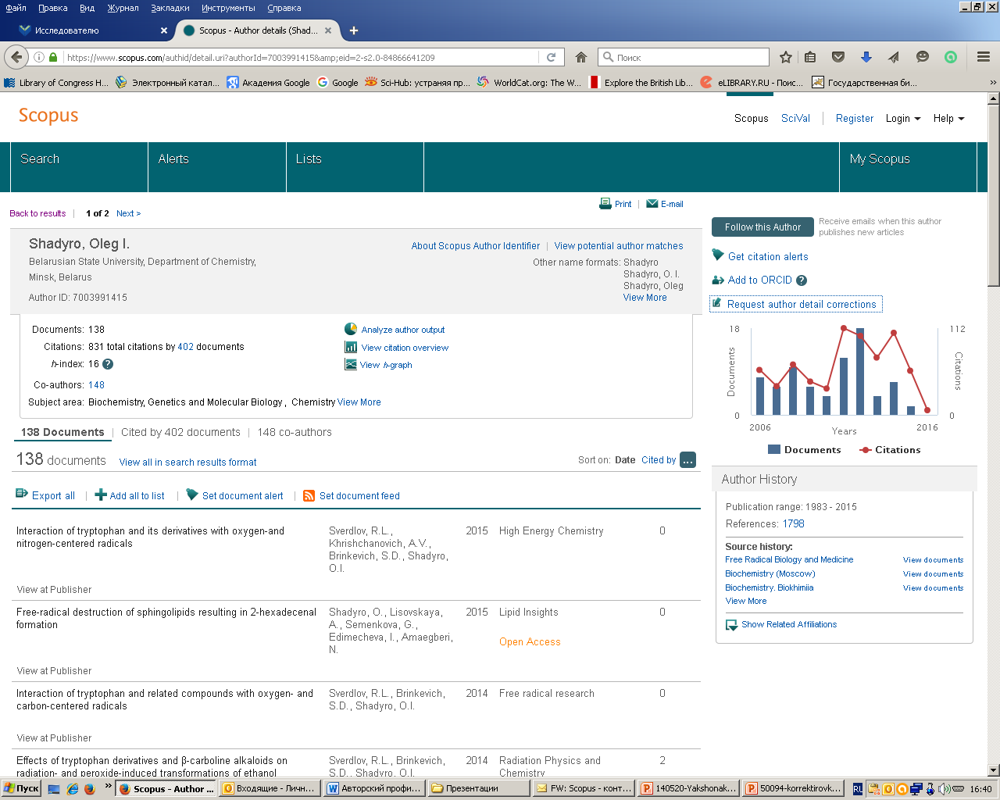 Файл Правка Вид Журнал Закладки Инструменты Справка
Исследователю
Scopus - Author details (Shad...
https://www.scopus.com/authid/detail.uri?authorId=7003991415&amp;eid=2-s2.0-84866641209
Поиск
Library of Congress H... Электронный катал... Академия Google Google Sci-Hub: устраняя пр... WorldCat.org: The W... Explore the British Lib... eLIBRARY.RU - Поис... Государственная би...
Scopus
Scopus SciVal Register Login Help
Search Alerts Lists My Scopus
Back to results | 1 of 2 Next >
Print | E-mail
Shadyro, Oleg I.
Belarusian State University, Department of Chemistry,
Minsk, Belarus
Author ID: 7003991415
About Scopus Author Identifier | View potential author matches
Other name formats: Shadyro
Shadyro, O. I.
Shadyro, Oleg
View More
Documents: 138
Citations: 831 total citations by 402 documents
h-index: 16 ?
Co-authors: 148
Subject area: Biochemistry, Genetics and Molecular Biology , Chemistry View More
Analyze author output
View citation overview
View h-graph
Follow this Author
Receive emails when this author
publishes new articles
Get citation alerts
Add to ORCID ?
Request author detail corrections
18
112
Documents
Citations
0
0
2006
2016
Years
Documents Citations
138 Documents | Cited by 402 documents | 148 co-authors
138 documents View all in search results format
Sort on: Date Cited by ...
Export all | Add all to list | Set document alert | Set document feed
Interaction of tryptophan and its derivatives with oxygen-and
nitrogen-centered radicals
Sverdlov, R.L.,
Khrishchanovich, A.V.,
Brinkevich, S.D., Shadyro,
O.I.
2015
High Energy Chemistry
0
View at Publisher
Free-radical destruction of sphingolipids resulting in 2-hexadecenal
formation
Shadyro, O., Lisovskaya,
A., Semenkova, G.,
Edimecheva, I., Amaegberi,
N.
2015
Lipid Insights
Open Access
0
View at Publisher
Interaction of tryptophan and related compounds with oxygen- and
carbon-centered radicals
Sverdlov, R.L., Brinkevich,
S.D., Shadyro, O.I.
2014
Free radical research
0
View at Publisher
Effects of tryptophan derivatives and β-carboline alkaloids on
radiation- and peroxide-induced transformations of ethanol
Sverdlov, R.L., Brinkevich,
S.D., Shadyro, O.I.
2014
Radiation Physics and
Chemistry
2
Author History
Publication range: 1983 - 2015
References: 1798
Source history:
Free Radical Biology and Medicine View documents
Biochemistry (Moscow) View documents
Biochemistry. Biokhimiia View documents
View More
Show Related Affiliations
Пуск
Scopus - Author ...
Входящие - Личн...
Авторский профи...
Презентации
FW: Scopus - конт...
140520-Yakshonak...
50094-korrektirovk...
RU
16:40